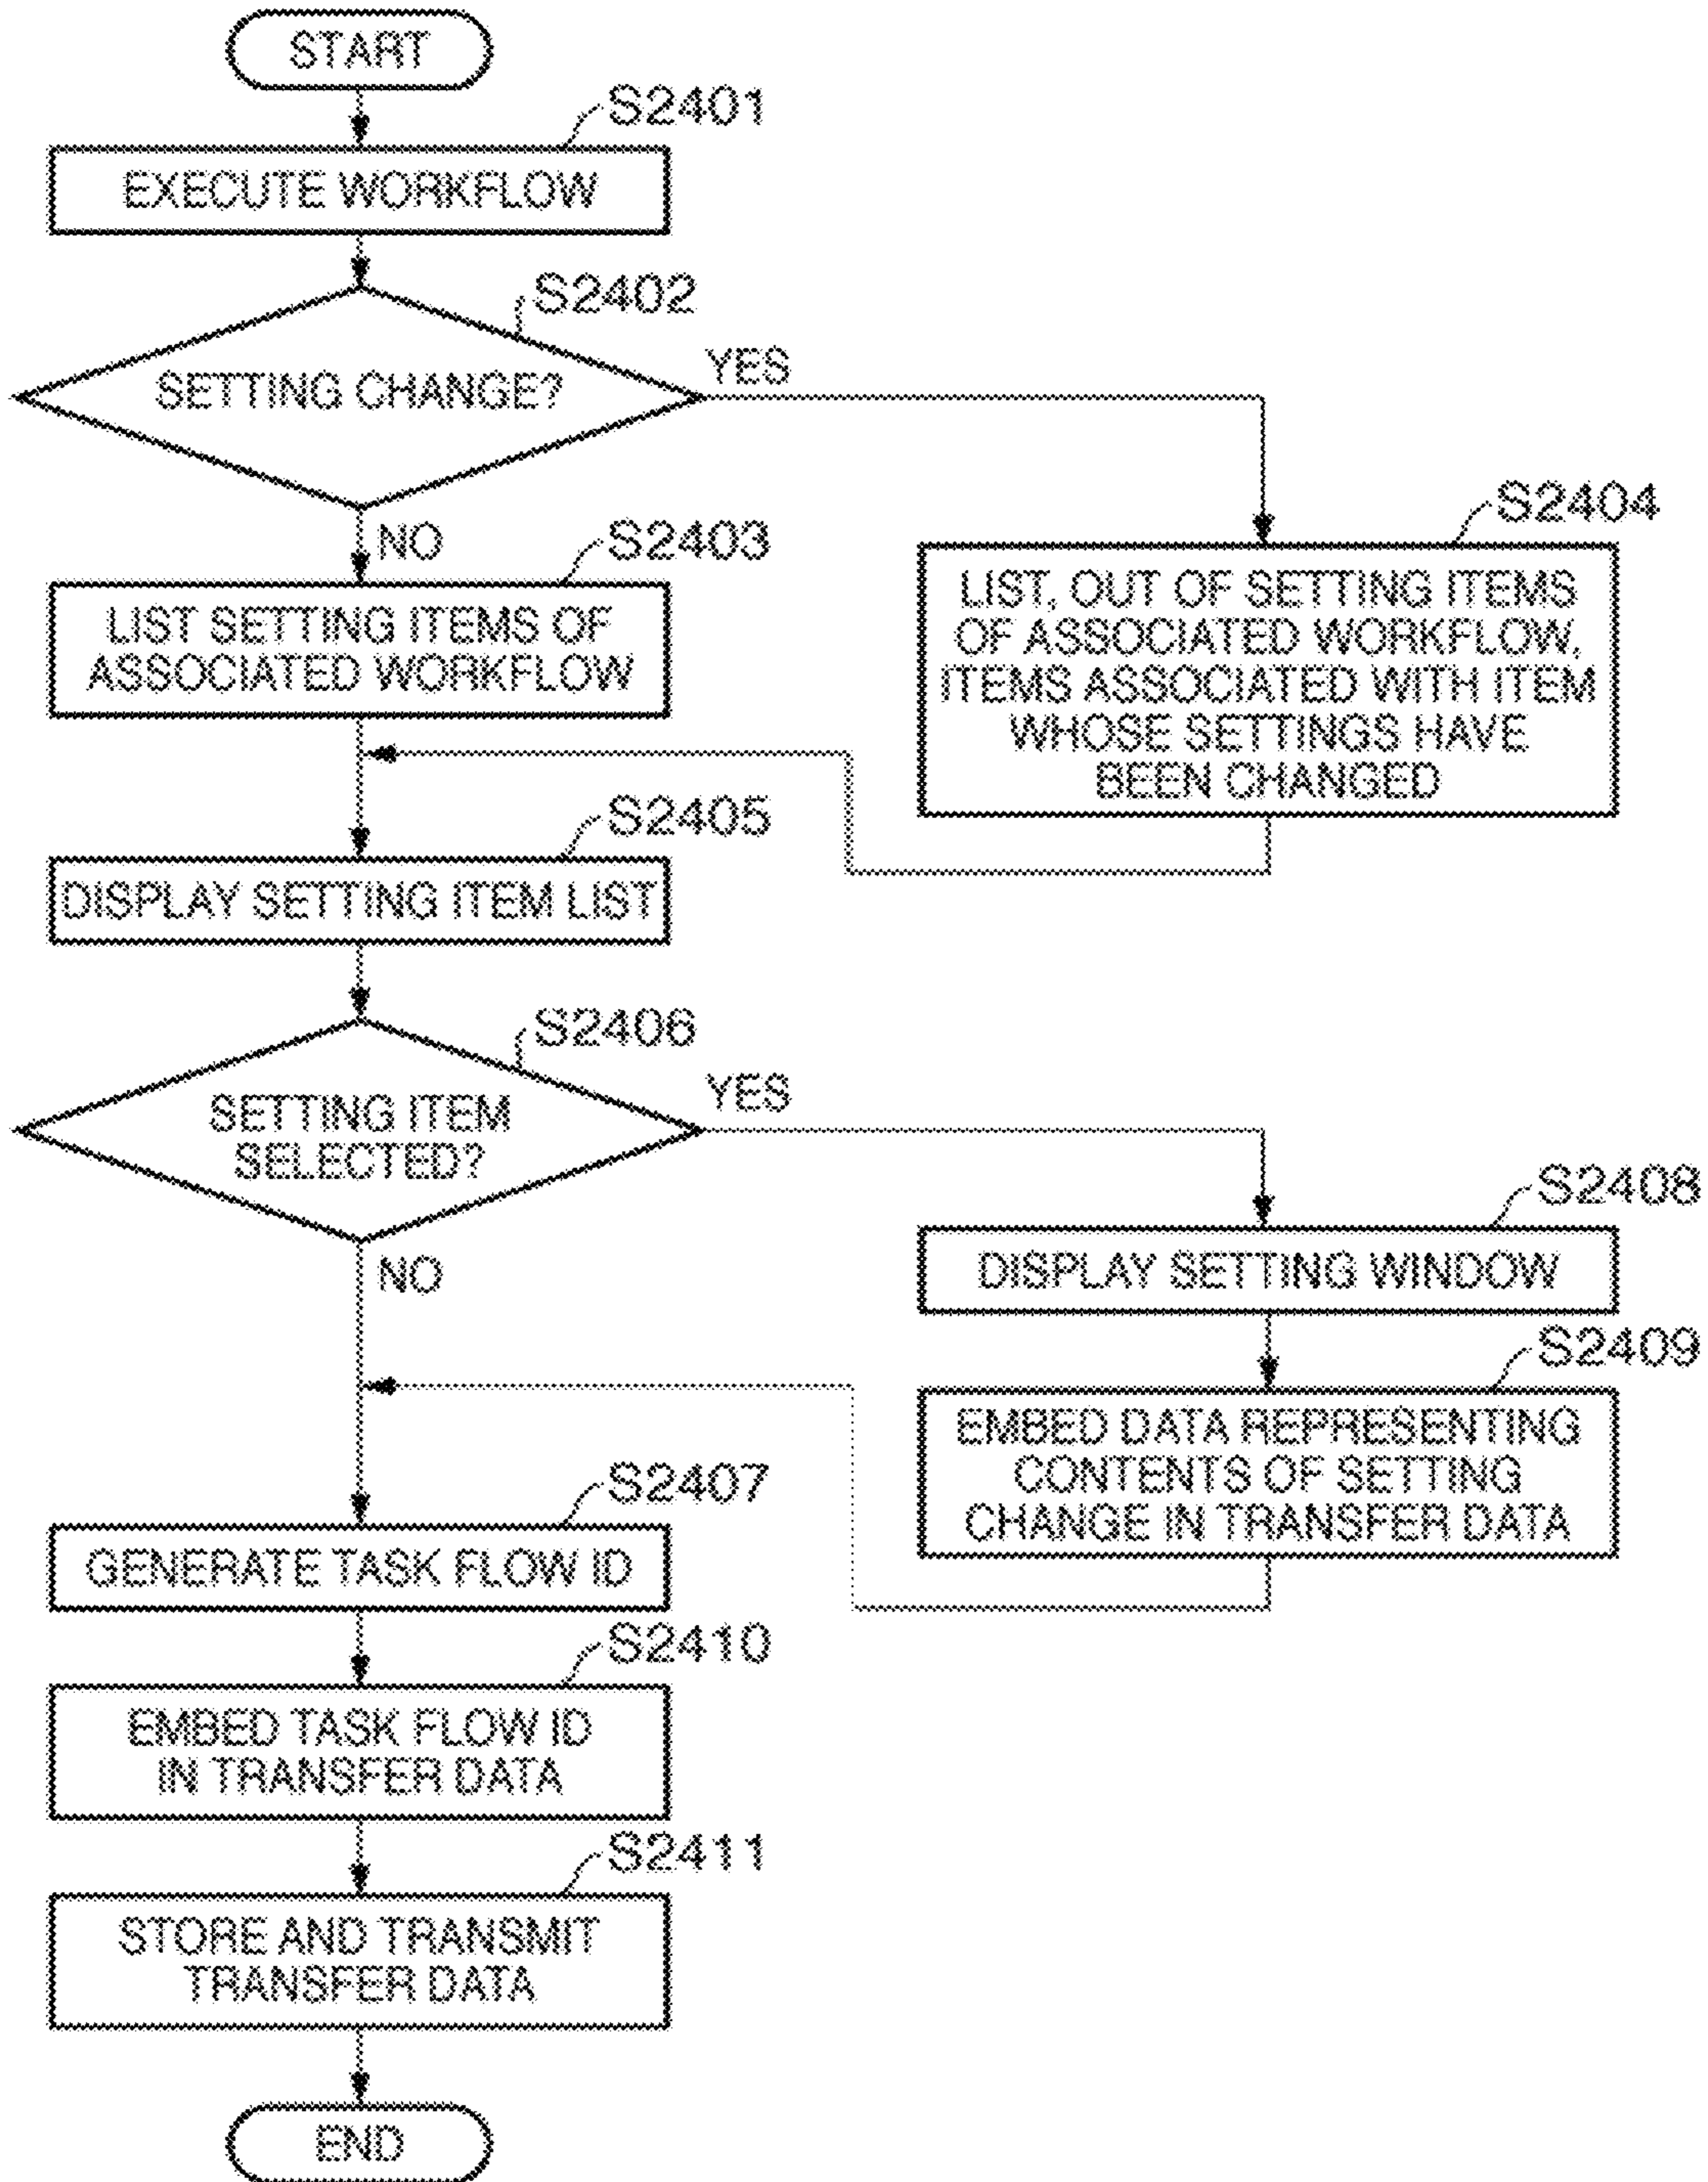 START
S2401
EXECUTE WORKFLOW
S2402
SETTING CHANGE?
YES
NO
S2403
LIST SETTING ITEMS OF
ASSOCIATED WORKFLOW
S2404
LIST, OUT OF SETTING ITEMS
OF ASSOCIATED WORKFLOW,
ITEMS ASSOCIATED WITH ITEM
WHOSE SETTINGS HAVE
BEEN CHANGED
S2405
DISPLAY SETTING ITEM LIST
S2406
SETTING ITEM
SELECTED?
YES
NO
S2408
DISPLAY SETTING WINDOW
S2409
EMBED DATA REPRESENTING
CONTENTS OF SETTING
CHANGE IN TRANSFER DATA
S2407
GENERATE TASK FLOW ID
S2410
EMBED TASK FLOW ID
IN TRANSFER DATA
S2411
STORE AND TRANSMIT
TRANSFER DATA
END